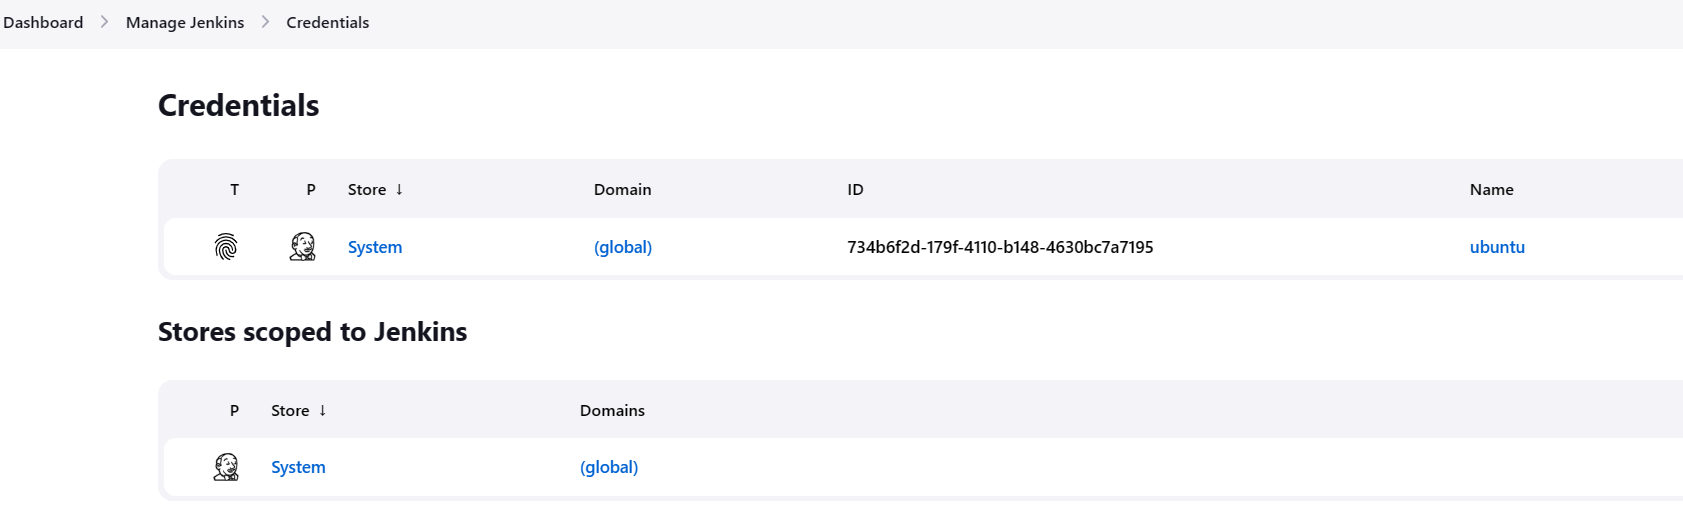 Dashboard > Manage Jenkins > Credentials
Credentials
T P Store ↓ Domain ID Name
System (global) 734b6f2d-179f-4110-b148-4630bc7a7195 ubuntu
Stores scoped to Jenkins
P Store ↓ Domains
System (global)